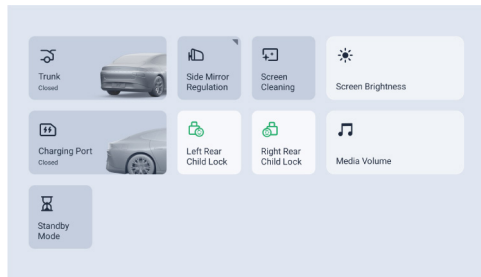 Trunk
Closed
Side Mirror
Regulation
Screen
Cleaning
Screen Brightness
Charging Port
Closed
Left Rear
Child Lock
Right Rear
Child Lock
Media Volume
Standby
Mode